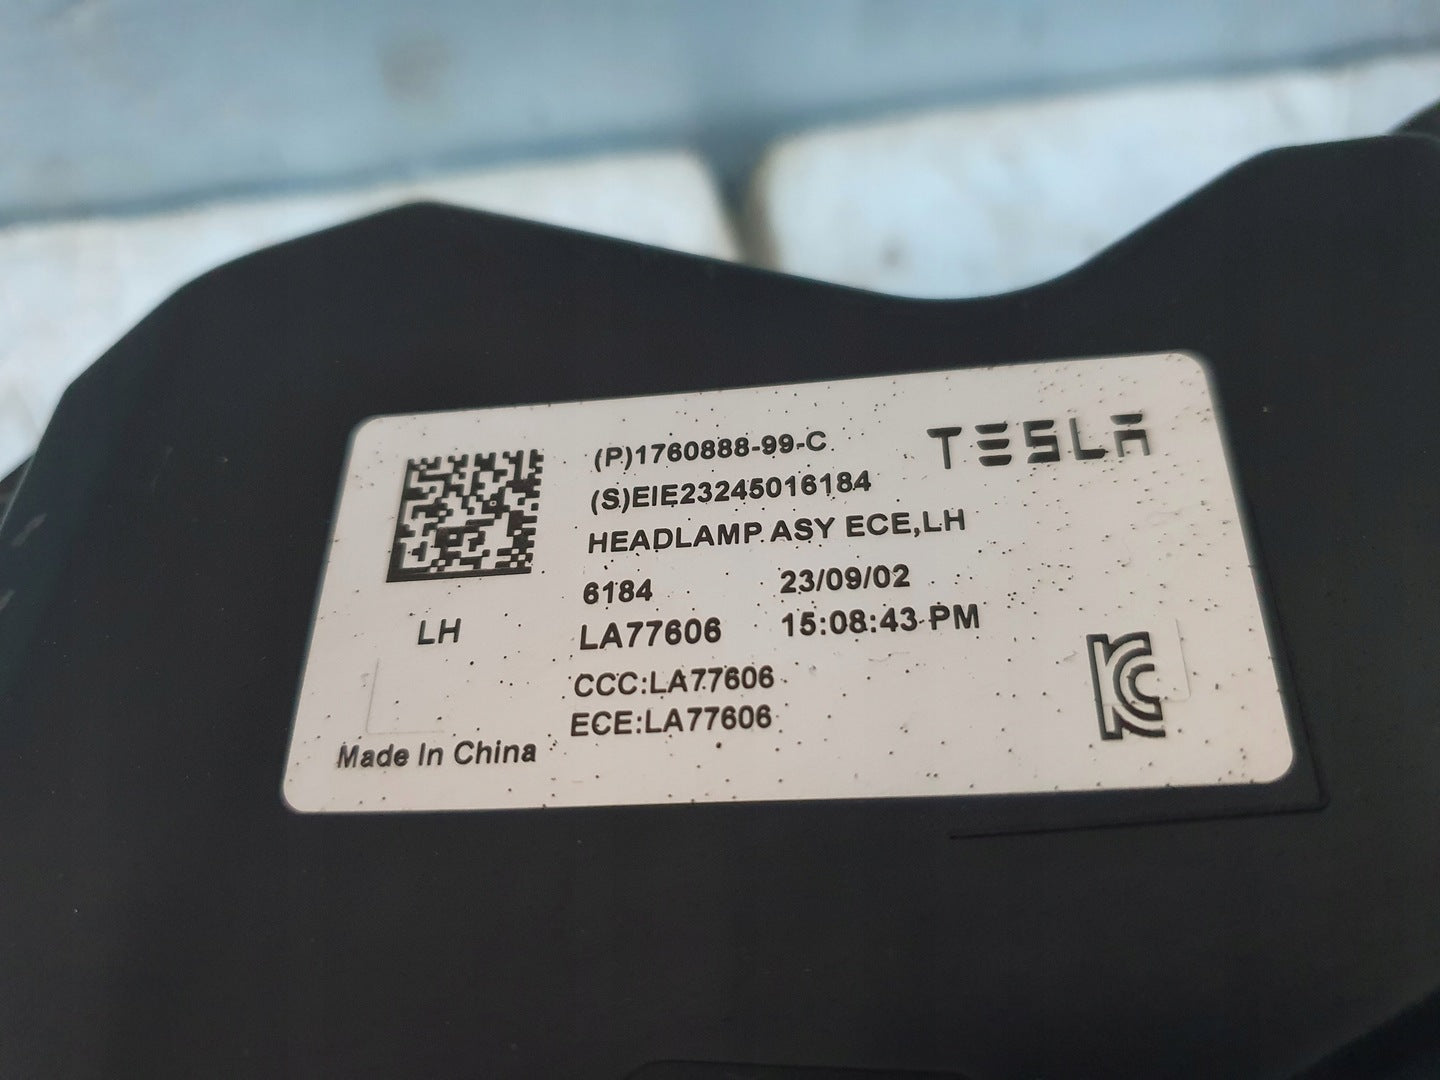 (P)1760888-99-C
TESLA
(S)EIE23245016184
HEADLAMP ASY ECE,LH
6184 23/09/02
LH
LA77606 15:08:43 PM
CCC:LA77606
ECE:LA77606
Made In China
KC